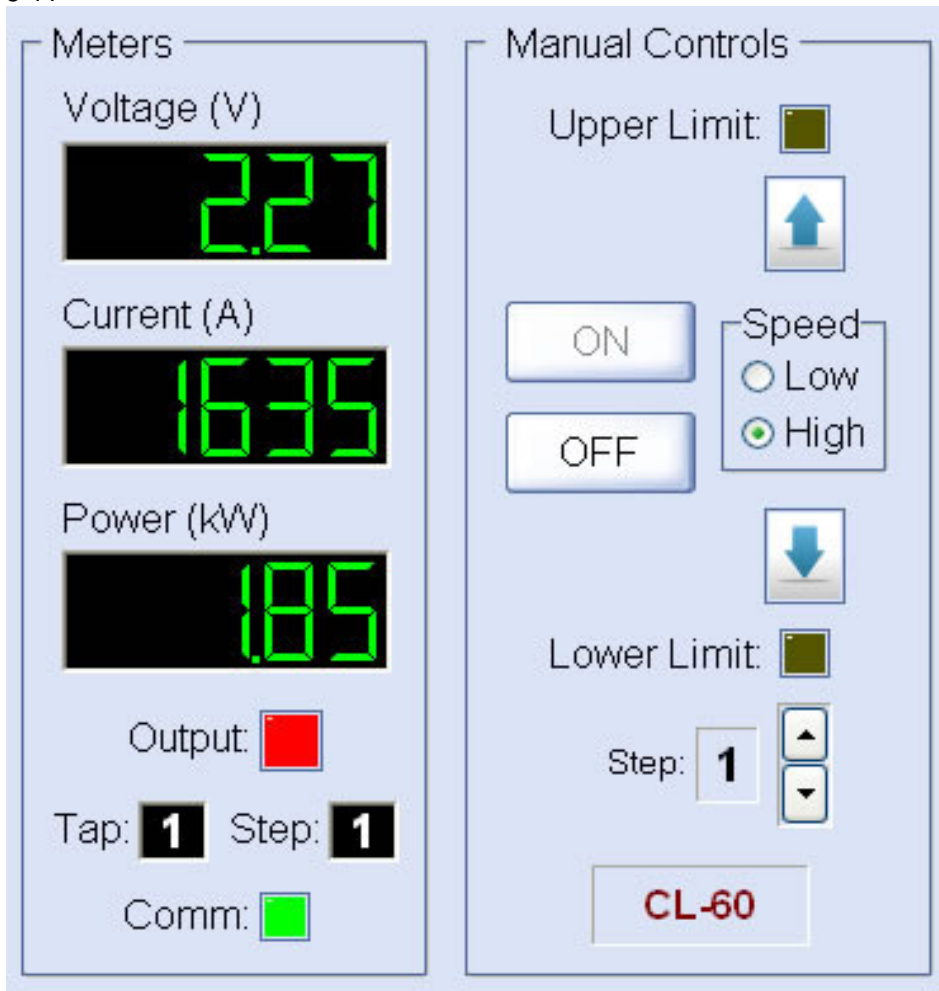 Meters
Voltage (V)
2.27
Current (A)
1635
Power (kW)
1.85
Output:
Tap: 1 Step: 1
Comm:
Manual Controls
Upper Limit:
ON
OFF
Speed
Low
High
Lower Limit:
Step: 1
CL-60